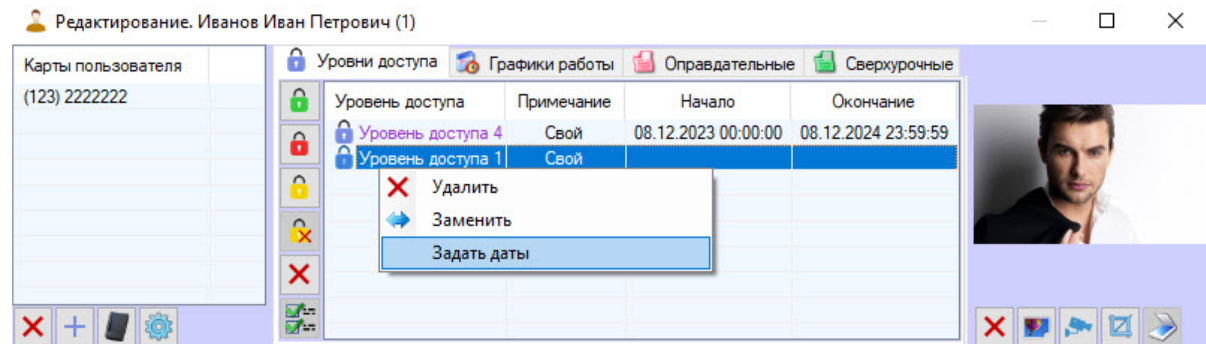 Редактирование. Иванов Иван Петрович (1)
Карты пользователя
(123) 2222222
Уровни доступа Графики работы Оправдательные Сверхурочные
Уровень доступа Примечание Начало Окончание
Уровень доступа 4 Свой 08.12.2023 00:00:00 08.12.2024 23:59:59
Уровень доступа 1 Свой
Удалить
Заменить
Задать даты